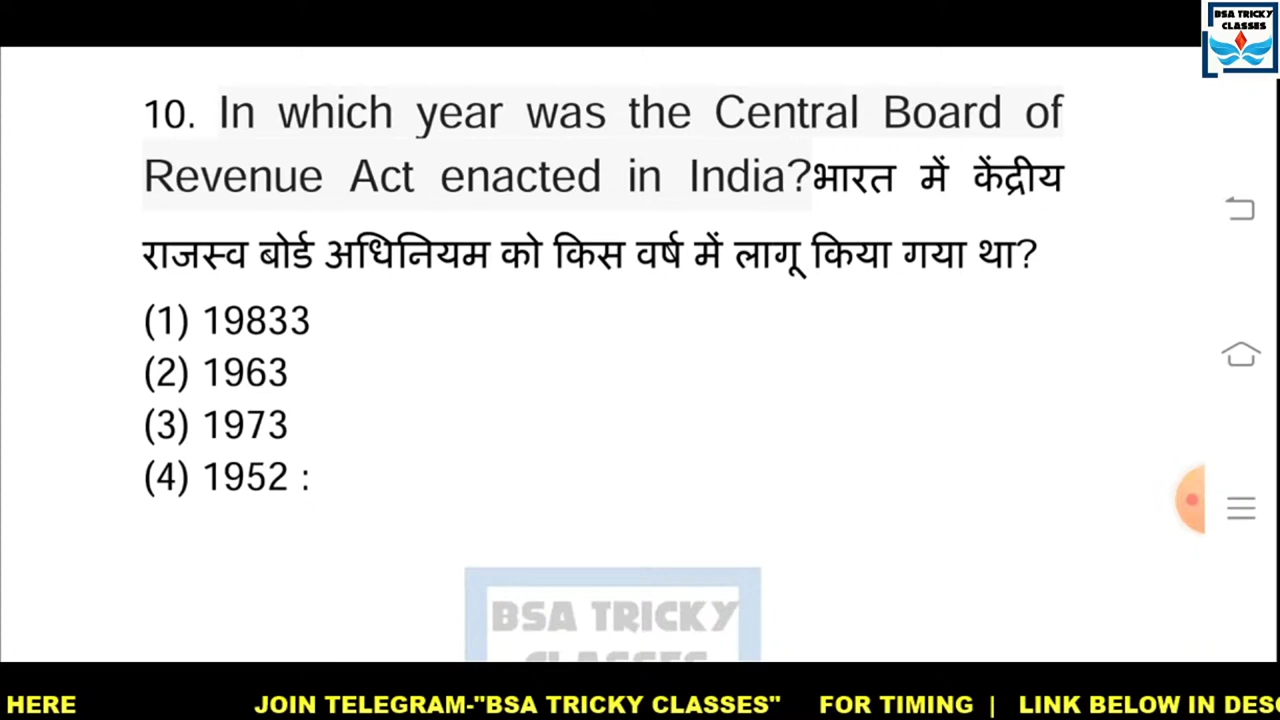 BSA TRICKY
CLASSES
10. In which year was the Central Board of
Revenue Act enacted in India?भारत में केंद्रीय
राजस्व बोर्ड अधिनियम को किस वर्ष में लागू किया गया था?
(1) 19833
(2) 1963
(3) 1973
(4) 1952 :
BSA TRICKY
CLASSES
HERE JOIN TELEGRAM-"BSA TRICKY CLASSES" FOR TIMING | LINK BELOW IN